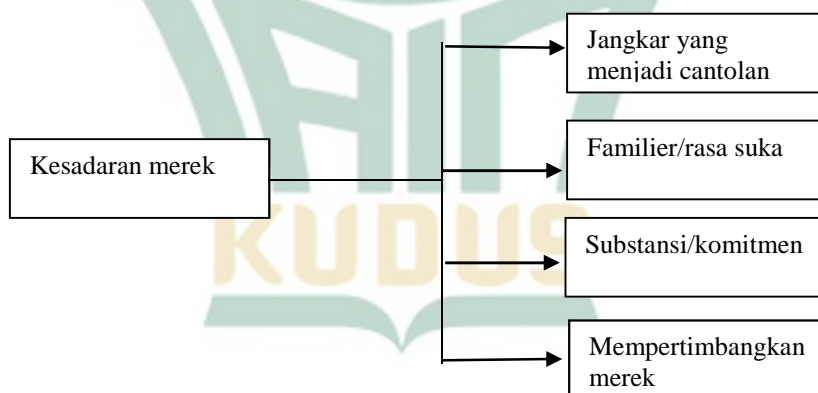 Jangkar yang
menjadi cantolan
Familier/rasa suka
Kesadaran merek
Substansi/komitmen
Mempertimbangkan
merek
KUDUS